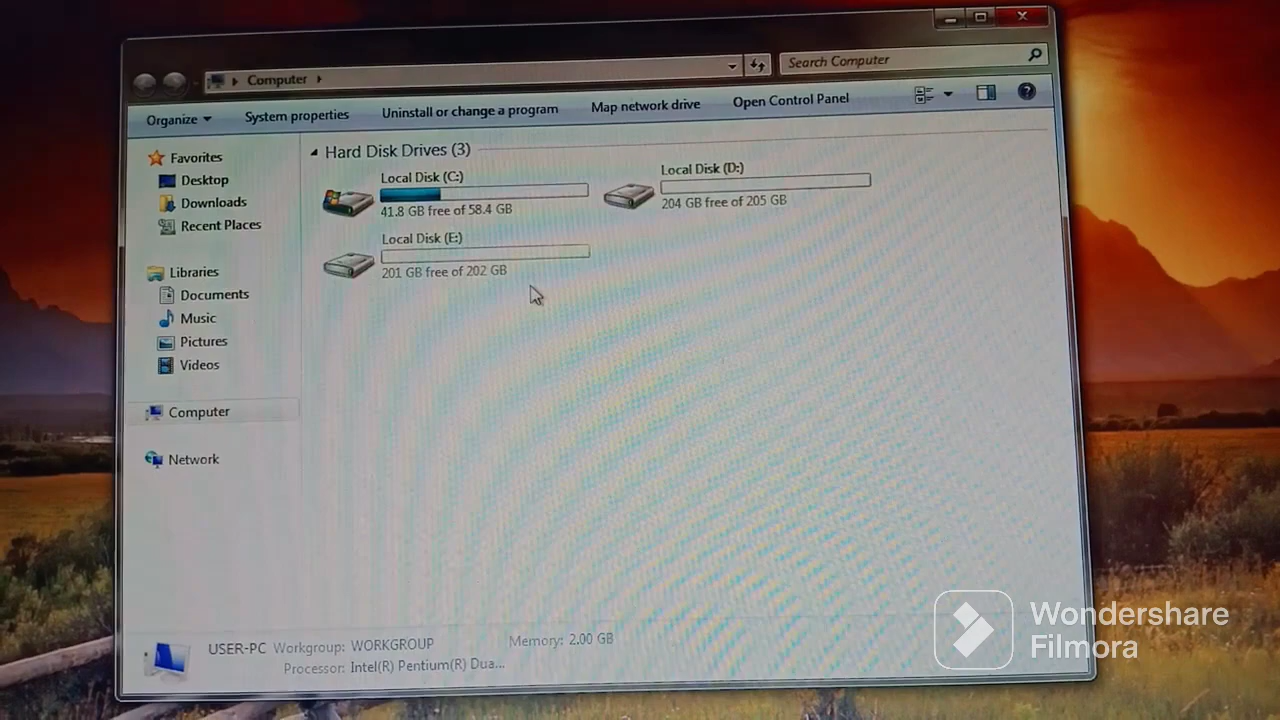 Computer
Search Computer
Organize
System properties
Uninstall or change a program
Map network drive
Open Control Panel
Favorites
Desktop
Downloads
Recent Places
Libraries
Documents
Music
Pictures
Videos
Computer
Network
Hard Disk Drives (3)
Local Disk (C:)
41.8 GB free of 58.4 GB
Local Disk (D:)
204 GB free of 205 GB
Local Disk (E:)
201 GB free of 202 GB
USER-PC Workgroup: WORKGROUP Memory: 2.00 GB
Processor: Intel(R) Pentium(R) Dua...
Wondershare
Filmora